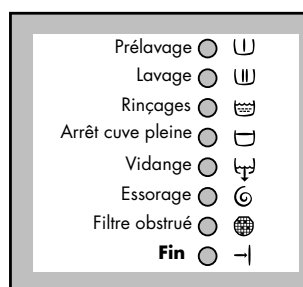 Prélavage
Lavage
Rinçages
Arrêt cuve pleine
Vidange
Essorage
Filtre obstrué
Fin